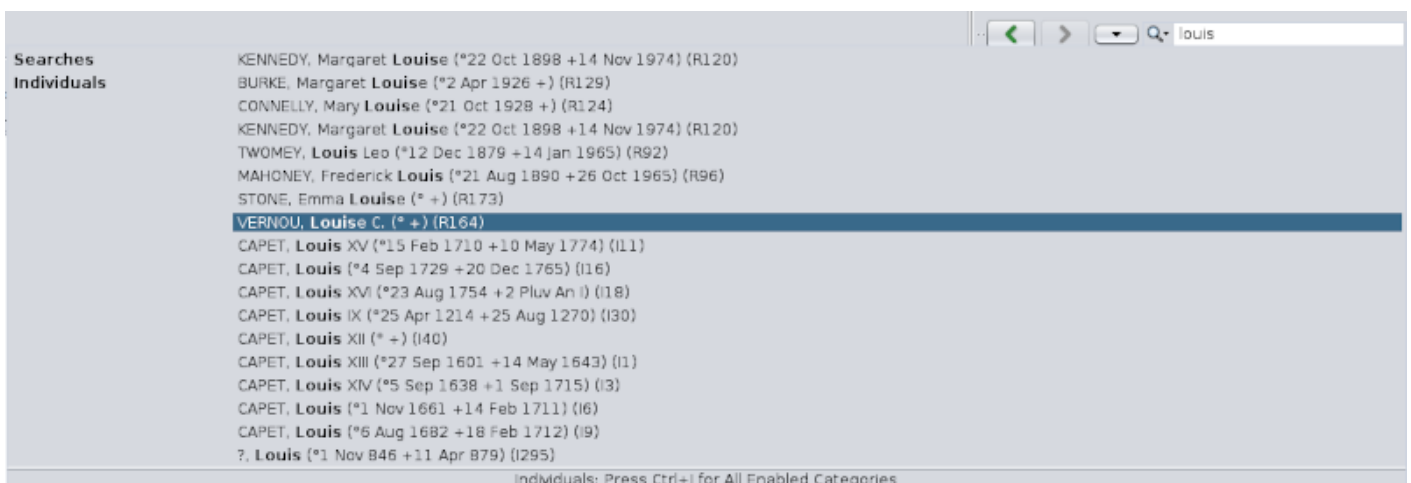 louis
Searches KENNEDY, Margaret Louise (°22 Oct 1898 +14 Nov 1974) (R120)
Individuals BURKE, Margaret Louise (°2 Apr 1926 +) (R129)
CONNELLY, Mary Louise (°21 Oct 1928 +) (R124)
KENNEDY, Margaret Louise (°22 Oct 1898 +14 Nov 1974) (R120)
TWOMEY, Louis Leo (°12 Dec 1879 +14 Jan 1965) (R92)
MAHONEY, Frederick Louis (°21 Aug 1890 +26 Oct 1965) (R96)
STONE, Emma Louise (° +) (R173)
VERNOU, Louise C. (° +) (R164)
CAPET, Louis XV (°15 Feb 1710 +10 May 1774) (I11)
CAPET, Louis (°4 Sep 1729 +20 Dec 1765) (I16)
CAPET, Louis XVI (°23 Aug 1754 +2 Pluv An I) (I18)
CAPET, Louis IX (°25 Apr 1214 +25 Aug 1270) (I30)
CAPET, Louis XII (° +) (I40)
CAPET, Louis XIII (°27 Sep 1601 +14 May 1643) (I1)
CAPET, Louis XIV (°5 Sep 1638 +1 Sep 1715) (I3)
CAPET, Louis (°1 Nov 1661 +14 Feb 1711) (I6)
CAPET, Louis (°6 Aug 1682 +18 Feb 1712) (I9)
?, Louis (°1 Nov 846 +11 Apr 879) (I295)
Individuals: Press Ctrl+I for All Enabled Categories